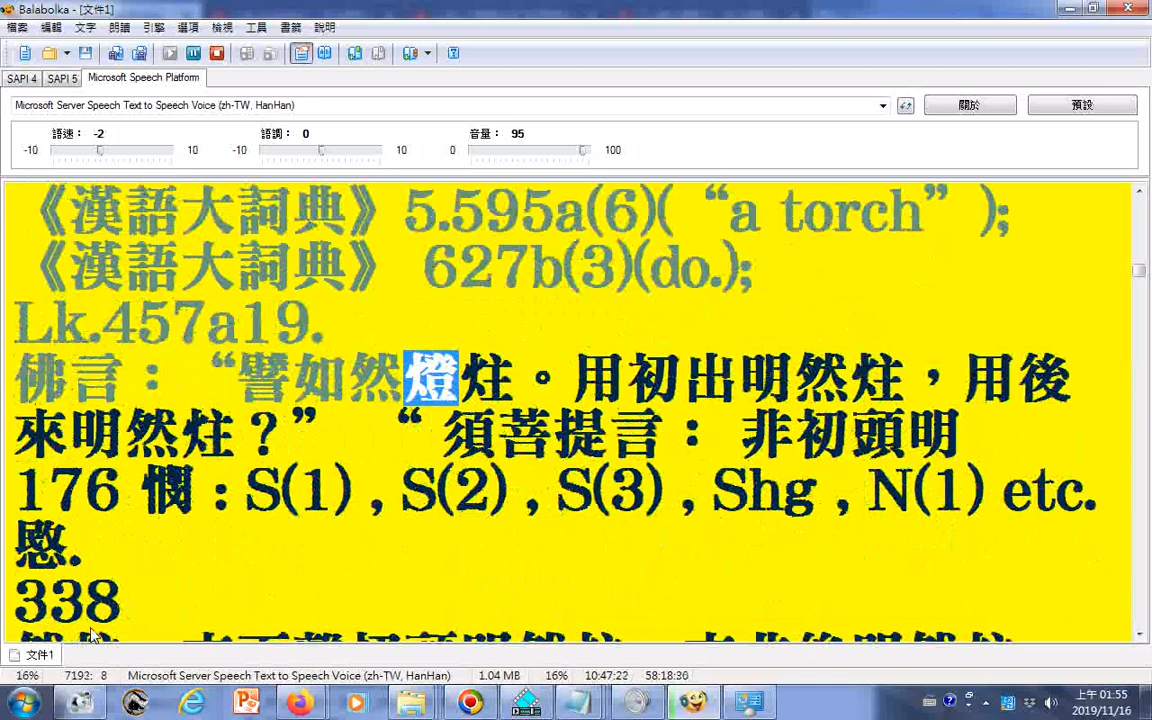 Balabolka - [文件1]
檔案 編輯 文字 朗讀 引擎 選項 檢視 工具 書籤 說明
SAPI 4 SAPI 5 Microsoft Speech Platform
Microsoft Server Speech Text to Speech Voice (zh-TW, HanHan) 關於 預設
語速： -2 語調： 0 音量： 95
-10 10 -10 10 0 100
《漢語大詞典》 5.595a(6)( “a torch” );
《漢語大詞典》 627b(3)(do.);
Lk.457a19.
佛言： “譬如然燈炷。用初出明然炷，用後
來明然炷？” “ 須菩提言： 非初頭明
176 憫 : S(1) , S(2) , S(3) , Shg , N(1) etc.
愍.
338
文件1
16% 7192: 8 Microsoft Server Speech Text to Speech Voice (zh-TW, HanHan) 1.04 MB 16% 10:47:22 58:18:36
上午 01:55
2019/11/16